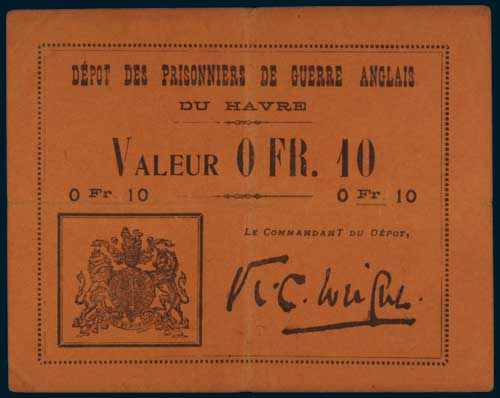 DÉPOT DES PRISONNIERS DE GUERRE ANGLAIS
DU HAVRE
VALEUR 0 FR. 10
0 Fr. 10 0 Fr. 10
LE COMMANDANT DU DÉPOT,